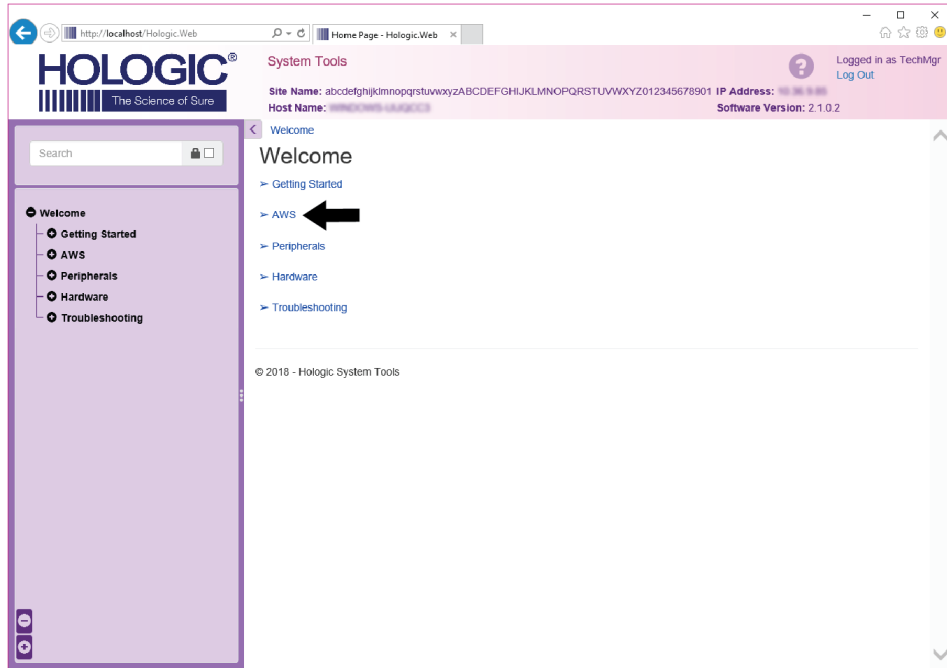 http://localhost/Hologic.Web
Home Page - Hologic.Web
HOLOGIC®
The Science of Sure
System Tools
Logged in as TechMgr
Log Out
Site Name: abcdefghijklmnopqrstuvwxyzABCDEFGHIJKLMNOPQRSTUVWXYZ012345678901 IP Address:
Host Name:
Software Version: 2.1.0.2
Search
Welcome
Getting Started
AWS
Peripherals
Hardware
Troubleshooting
Welcome
Welcome
➢ Getting Started
➢ AWS
➢ Peripherals
➢ Hardware
➢ Troubleshooting
© 2018 - Hologic System Tools